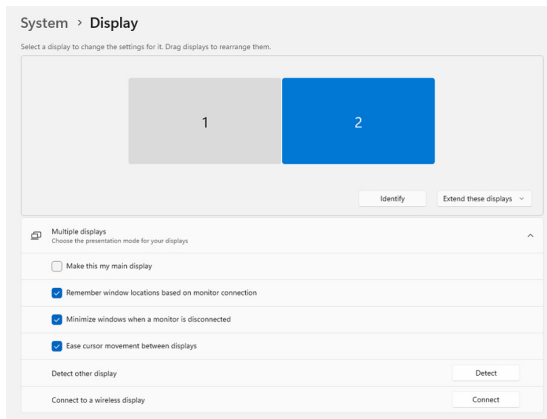 System > Display
Select a display to change the settings for it. Drag displays to rearrange them.
1
2
Identify
Extend these displays
Multiple displays
Choose the presentation mode for your displays
Make this my main display
Remember window locations based on monitor connection
Minimize windows when a monitor is disconnected
Ease cursor movement between displays
Detect other display
Detect
Connect to a wireless display
Connect